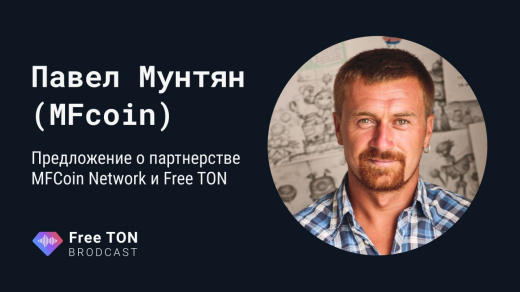 Павел Мунтян
(MFcoin)
Предложение о партнерстве
MFCoin Network и Free TON
Free TON
BRODCAST